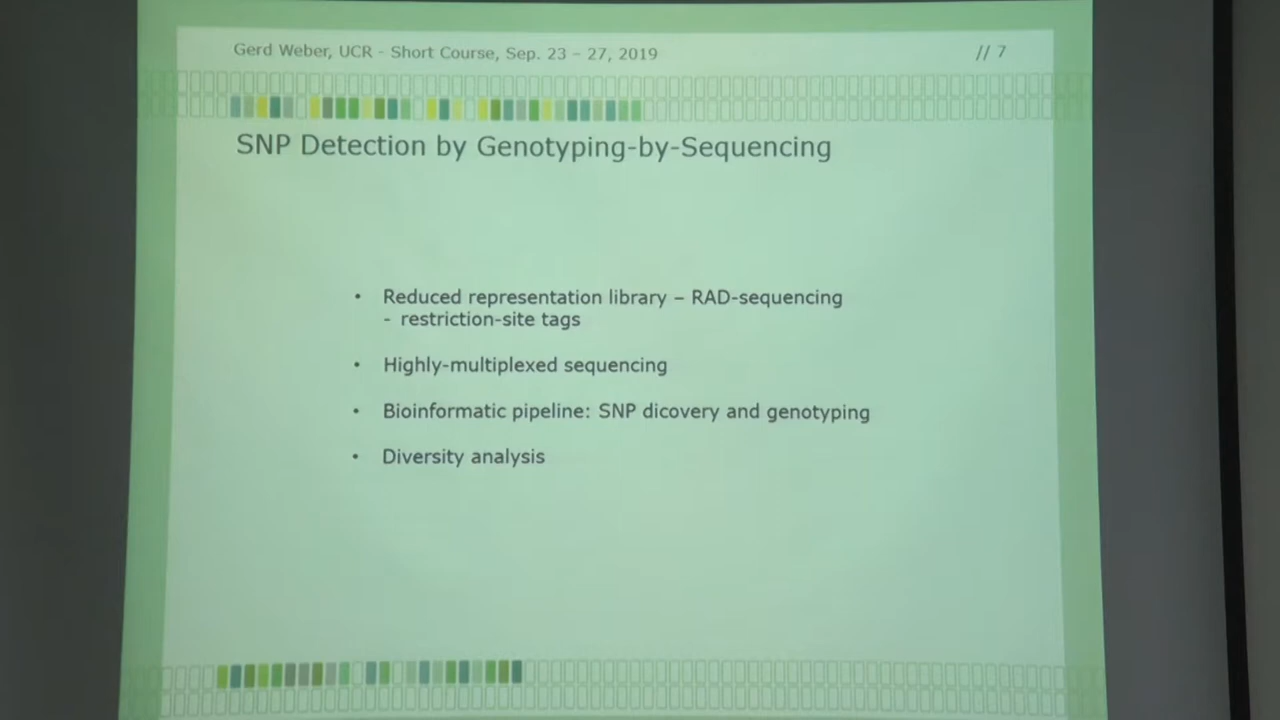 Gerd Weber, UCR - Short Course, Sep. 23 – 27, 2019
// 7
SNP Detection by Genotyping-by-Sequencing
• Reduced representation library – RAD-sequencing
- restriction-site tags
• Highly-multiplexed sequencing
• Bioinformatic pipeline: SNP dicovery and genotyping
• Diversity analysis